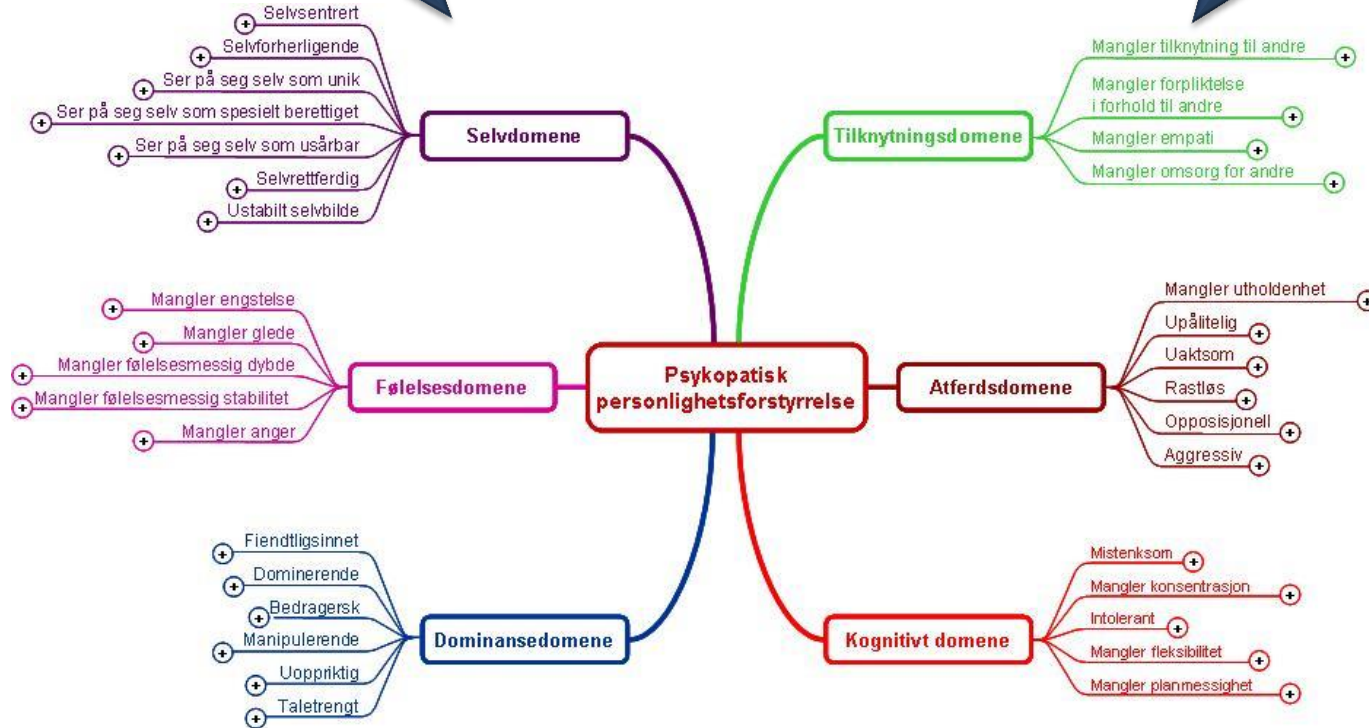 Selvsentrert
Selvforherligende
Ser på seg selv som unik
Ser på seg selv som spesielt berettiget
Ser på seg selv som usårbar
Selvrettferdig
Ustabilt selvbilde
Selvdomene
Tilknytningsdomene
Mangler tilknytning til andre
Mangler forpliktelse
i forhold til andre
Mangler empati
Mangler omsorg for andre
Mangler engstelse
Mangler glede
Mangler følelsesmessig dybde
Mangler følelsesmessig stabilitet
Mangler anger
Følelsesdomene
Psykopatisk
personlighetsforstyrrelse
Atferdsdomene
Mangler utholdenhet
Upålitelig
Uaktsom
Rastløs
Opposisjonell
Aggressiv
Fiendtligsinnet
Dominerende
Bedragersk
Manipulerende
Uoppriktig
Taletrengt
Dominansedomene
Kognitivt domene
Mistenksom
Mangler konsentrasjon
Intolerant
Mangler fleksibilitet
Mangler planmessighet